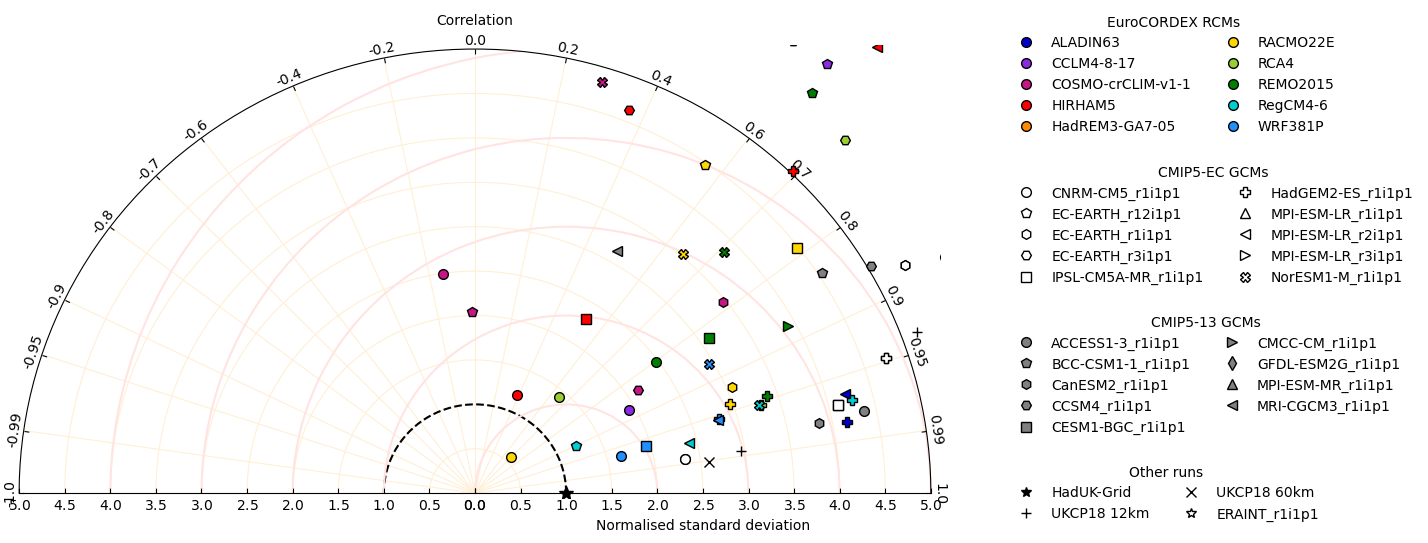 Correlation
-0.2 0.0 0.2
-0.4 0.4
-0.6 0.6
-0.7 0.7
-0.8 0.8
-0.9 0.9
-0.95 0.95
-0.99 0.99
-1.0 1.0
5.0 4.5 4.0 3.5 3.0 2.5 2.0 1.5 1.0 0.5 0.0 0.5 1.0 1.5 2.0 2.5 3.0 3.5 4.0 4.5 5.0
Normalised standard deviation
EuroCORDEX RCMs
ALADIN63 RACMO22E
CCLM4-8-17 RCA4
COSMO-crCLIM-v1-1 REMO2015
HIRHAM5 RegCM4-6
HadREM3-GA7-05 WRF381P
CMIP5-EC GCMs
CNRM-CM5_r1i1p1 HadGEM2-ES_r1i1p1
EC-EARTH_r12i1p1 MPI-ESM-LR_r1i1p1
EC-EARTH_r1i1p1 MPI-ESM-LR_r2i1p1
EC-EARTH_r3i1p1 MPI-ESM-LR_r3i1p1
IPSL-CM5A-MR_r1i1p1 NorESM1-M_r1i1p1
CMIP5-13 GCMs
ACCESS1-3_r1i1p1 CMCC-CM_r1i1p1
BCC-CSM1-1_r1i1p1 GFDL-ESM2G_r1i1p1
CanESM2_r1i1p1 MPI-ESM-MR_r1i1p1
CCSM4_r1i1p1 MRI-CGCM3_r1i1p1
CESM1-BGC_r1i1p1
Other runs
HadUK-Grid UKCP18 60km
UKCP18 12km ERAINT_r1i1p1